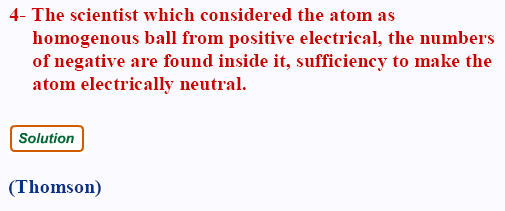 4- The scientist which considered the atom as
homogenous ball from positive electrical, the numbers
of negative are found inside it, sufficiency to make the
atom electrically neutral.
Solution
(Thomson)